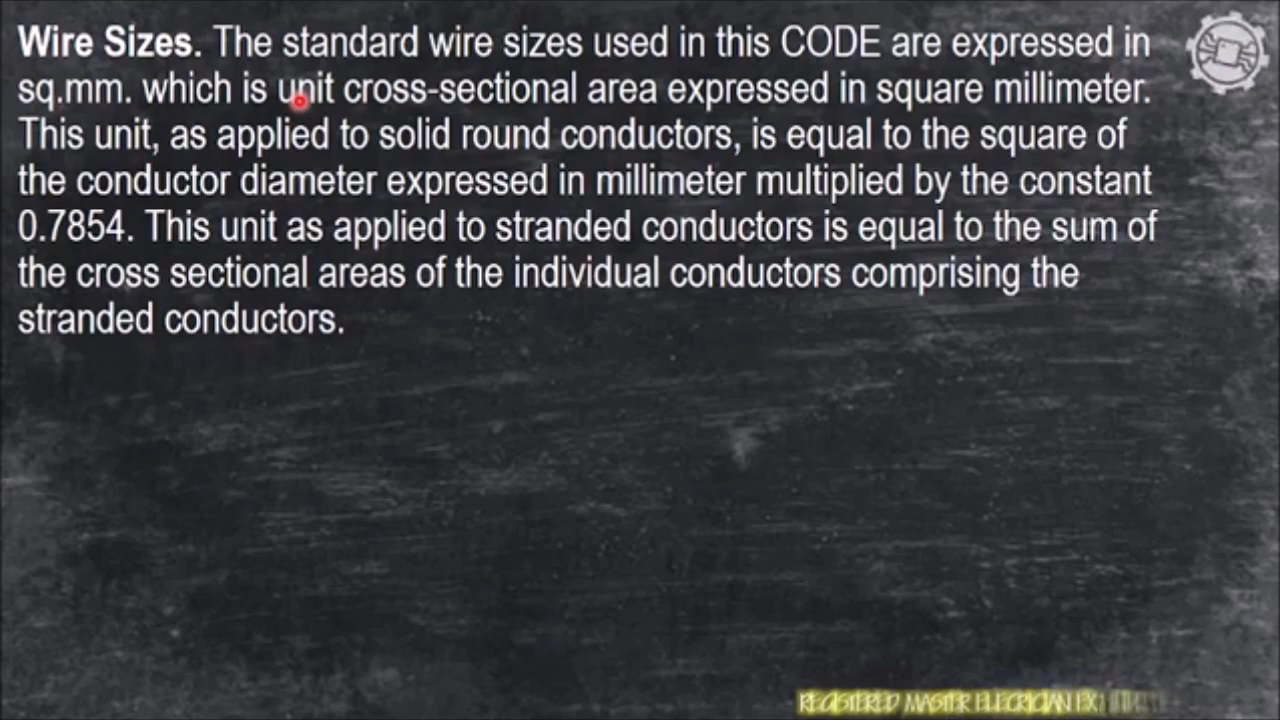 Wire Sizes. The standard wire sizes used in this CODE are expressed in
sq.mm. which is unit cross-sectional area expressed in square millimeter.
This unit, as applied to solid round conductors, is equal to the square of
the conductor diameter expressed in millimeter multiplied by the constant
0.7854. This unit as applied to stranded conductors is equal to the sum of
the cross sectional areas of the individual conductors comprising the
stranded conductors.
REGISTERED MASTER ELECRICIAN